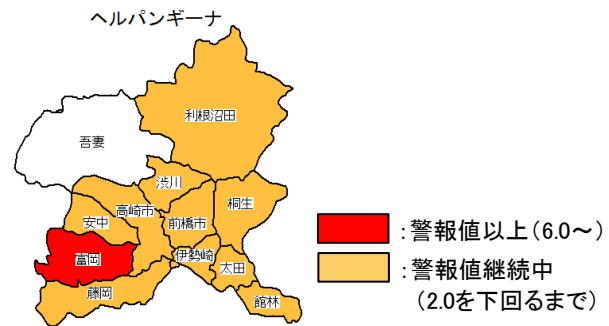 ヘルパンギーナ
利根沼田
吾妻
渋川
桐生
高崎市
安中
前橋市
伊勢崎
富岡
太田
藤岡
館林
：警報値以上（6.0～）
：警報値継続中
（2.0を下回るまで）